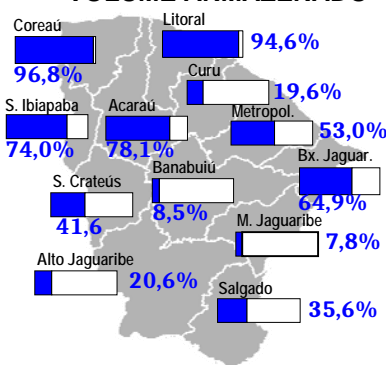 VOLUME ARMAZENADO
Coreaú
96,8%
Litoral
94,6%
Curu
19,6%
S. Ibiapaba
74,0%
Acaraú
78,1%
Metropol.
53,0%
Bx. Jaguar.
64,9%
Banabuiú
8,5%
S. Crateús
41,6
M. Jaguaribe
7,8%
Alto Jaguaribe
20,6%
Salgado
35,6%